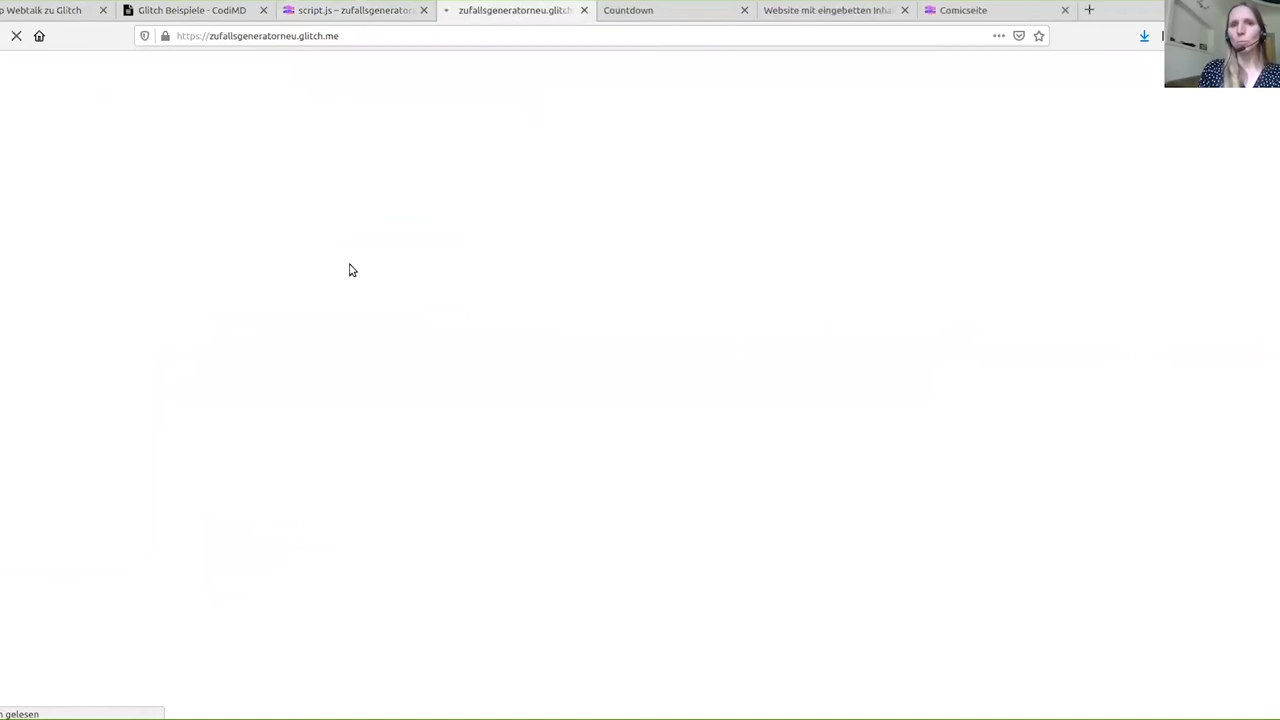 p Webtalk zu Glitch
Glitch Beispiele - CodiMD
script.js – zufallsgenerator
zufallsgeneratorneu.glitch
Countdown
Website mit eingebetten Inha
Comicseite
https://zufallsgeneratorneu.glitch.me
n gelesen